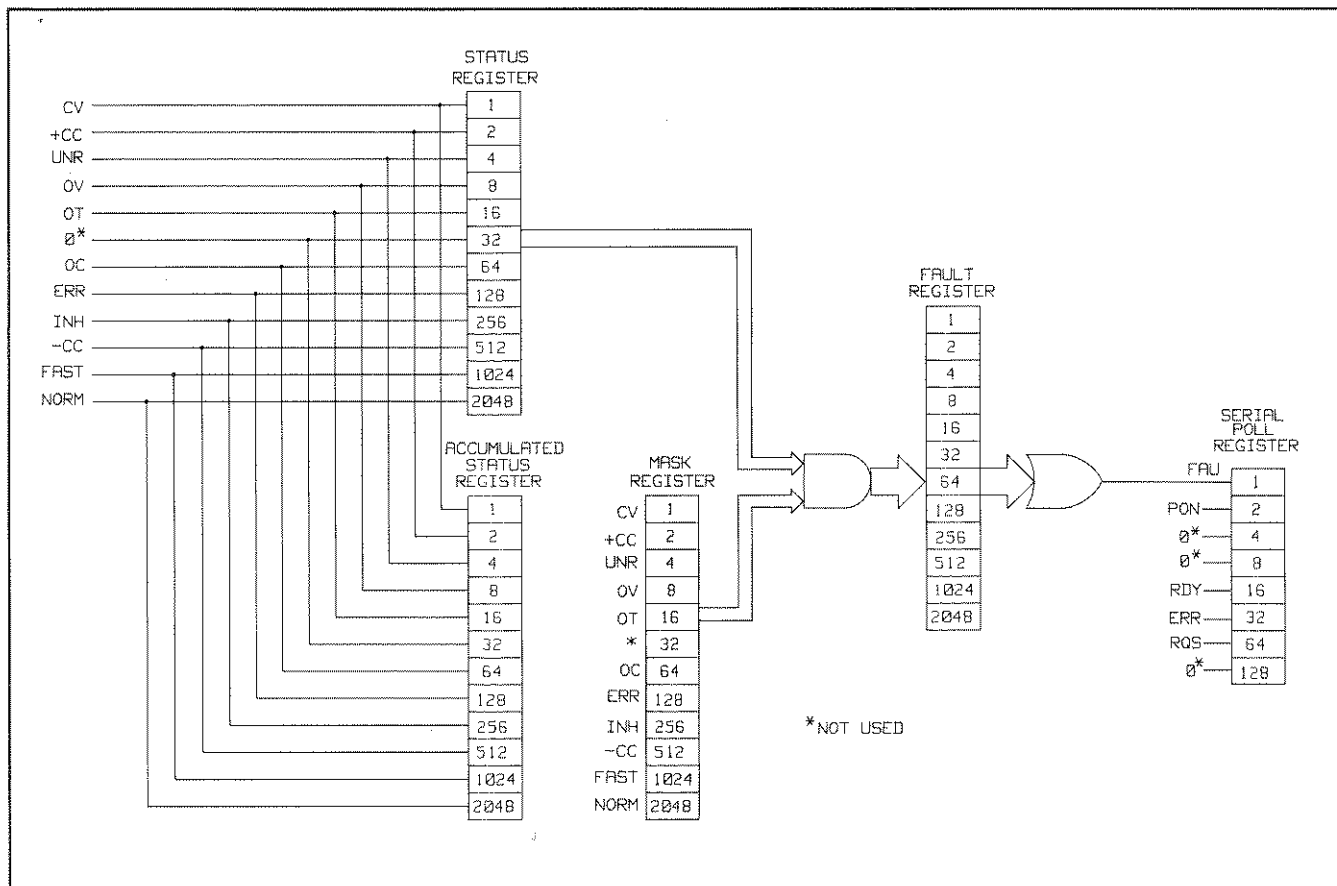 STATUS
REGISTER
CV 1
+CC 2
UNR 4
OV 8
OT 16
0* 32
OC 64
ERR 128
INH 256
-CC 512
FAST 1024
NORM 2048
ACCUMULATED
STATUS
REGISTER
1
2
4
8
16
32
64
128
256
512
1024
2048
MASK
REGISTER
CV 1
+CC 2
UNR 4
OV 8
OT 16
* 32
OC 64
ERR 128
INH 256
-CC 512
FAST 1024
NORM 2048
FAULT
REGISTER
1
2
4
8
16
32
64
128
256
512
1024
2048
SERIAL
POLL
REGISTER
FAU 1
PON 2
0* 4
0* 8
RDY 16
ERR 32
RQS 64
0* 128
*NOT USED